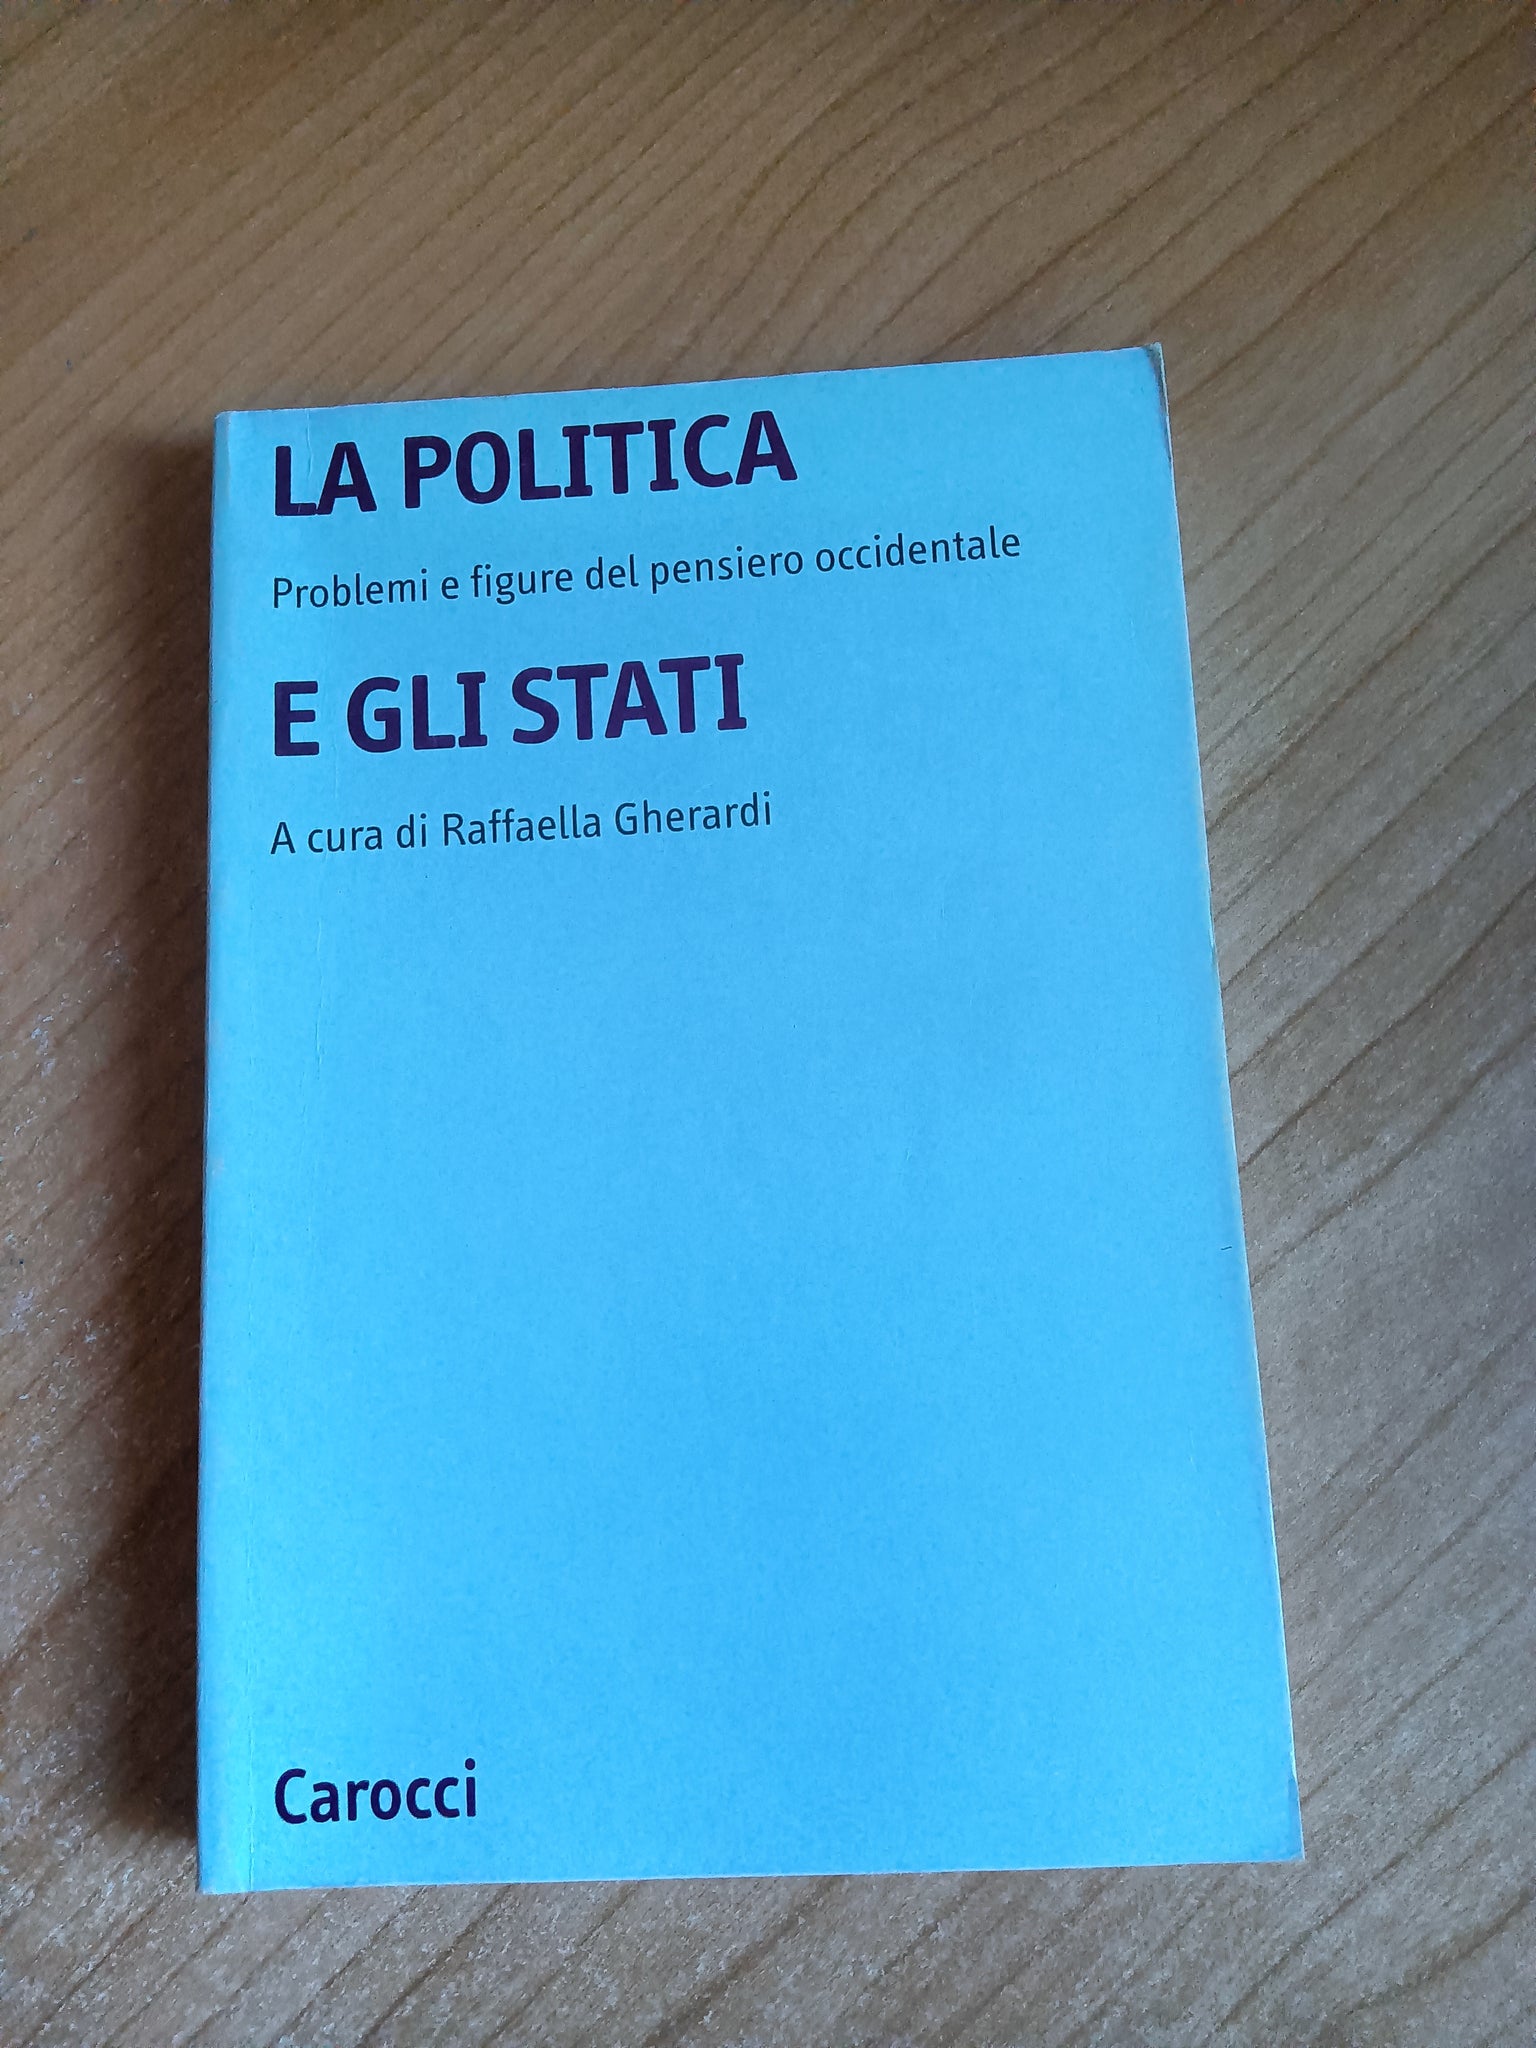 LA POLITICA
Problemi e figure del pensiero occidentale
E GLI STATI
A cura di Raffaella Gherardi
Carocci